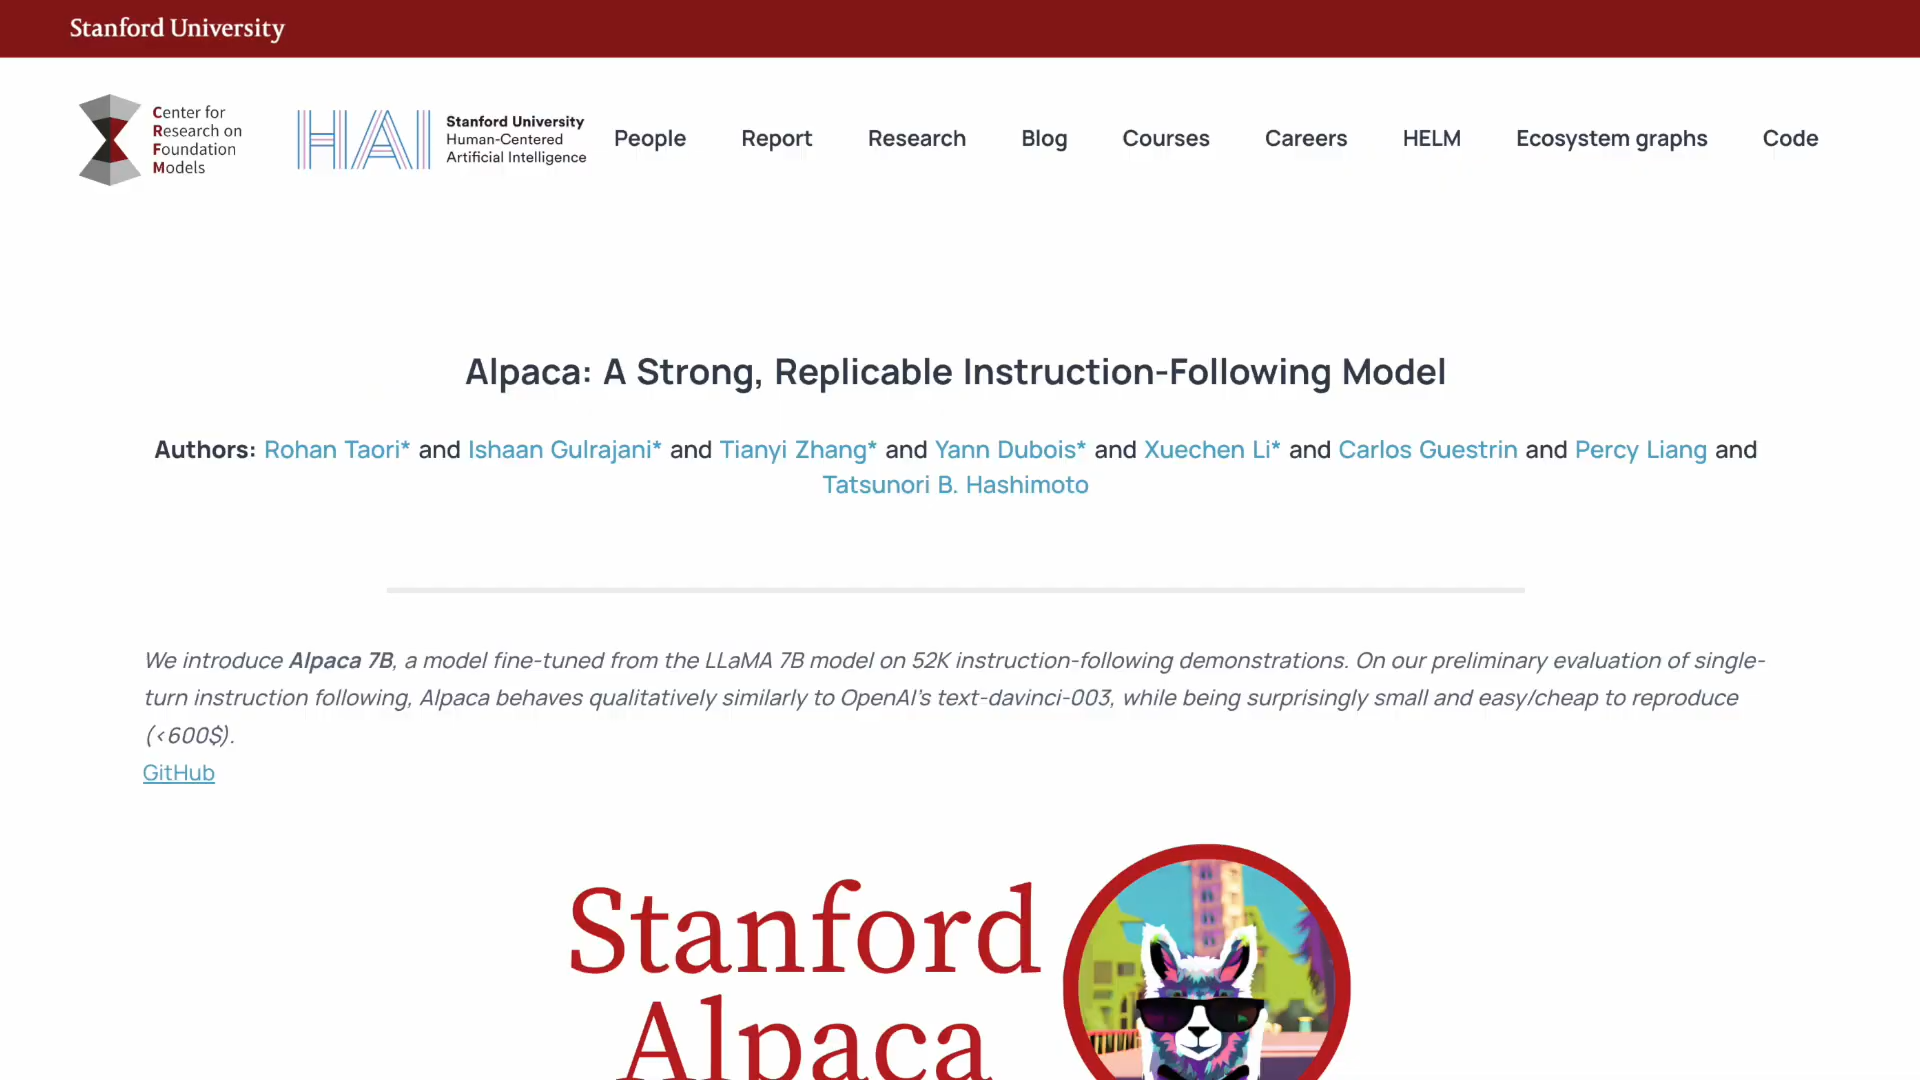 Stanford University
Center for
Research on
Foundation
Models
HAI
Stanford University
Human-Centered
Artificial Intelligence
People Report Research Blog Courses Careers HELM Ecosystem graphs Code
Alpaca: A Strong, Replicable Instruction-Following Model
Authors: Rohan Taori* and Ishaan Gulrajani* and Tianyi Zhang* and Yann Dubois* and Xuechen Li* and Carlos Guestrin and Percy Liang and
Tatsunori B. Hashimoto
We introduce Alpaca 7B, a model fine-tuned from the LLaMA 7B model on 52K instruction-following demonstrations. On our preliminary evaluation of single-
turn instruction following, Alpaca behaves qualitatively similarly to OpenAI's text-davinci-003, while being surprisingly small and easy/cheap to reproduce
(<600$).
GitHub
Stanford
Alpaca